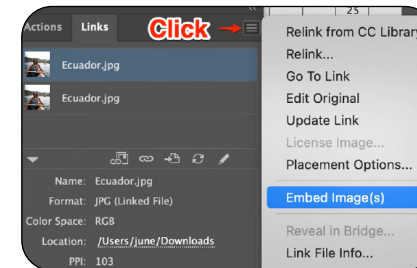 Actions Links
Click
Ecuador.jpg
Ecuador.jpg
Name: Ecuador.jpg
Format: JPG (Linked File)
Color Space: RGB
Location: /Users/june/Downloads
PPI: 103
25
Relink from CC Library
Relink...
Go To Link
Edit Original
Update Link
License Image...
Placement Options...
Embed Image(s)
Reveal in Bridge...
Link File Info...